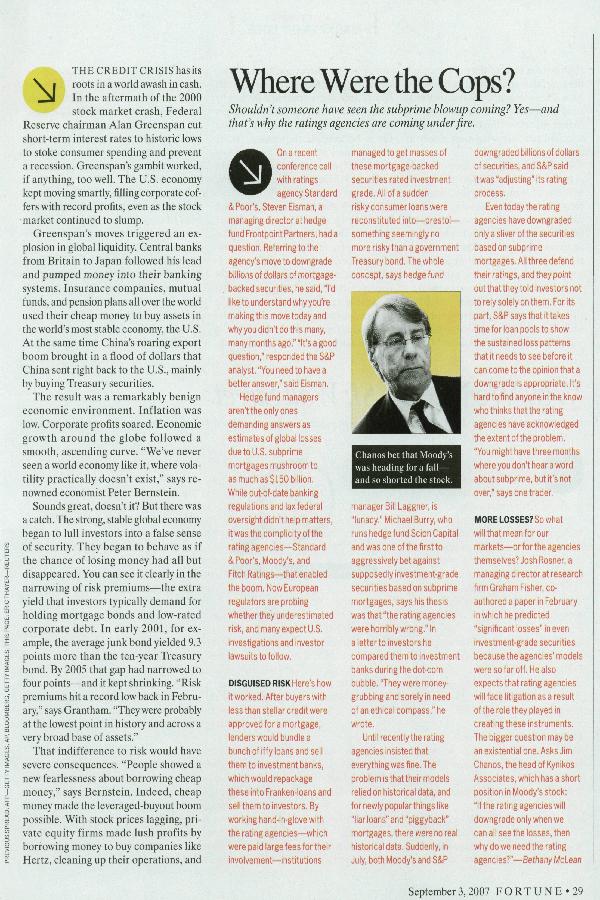 THE CREDIT CRISIS has its
roots in a world awash in cash.
In the aftermath of the 2000
stock market crash, Federal
Reserve chairman Alan Greenspan cut
short-term interest rates to historic lows
to stoke consumer spending and prevent
a recession. Greenspan's gambit worked,
if anything, too well. The U.S. economy
kept moving smartly, filling corporate cof-
fers with record profits, even as the stock
market continued to slump.
Greenspan's moves triggered an ex-
plosion in global liquidity. Central banks
from Britain to Japan followed his lead
and pumped money into their banking
systems. Insurance companies, mutual
funds, and pension plans all over the world
used their cheap money to buy assets in
the world's most stable economy, the U.S.
At the same time China's roaring export
boom brought in a flood of dollars that
China sent right back to the U.S., mainly
by buying Treasury securities.
The result was a remarkably benign
economic environment. Inflation was
low. Corporate profits soared. Economic
growth around the globe followed a
smooth, ascending curve. "We've never
seen a world economy like it, where vola-
tility practically doesn't exist," says re-
nowned economist Peter Bernstein.
Sounds great, doesn't it? But there was
a catch. The strong, stable global economy
began to lull investors into a false sense
of security. They began to behave as if
the chance of losing money had all but
disappeared. You can see it clearly in the
narrowing of risk premiums—the extra
yield that investors typically demand for
holding mortgage bonds and low-rated
corporate debt. In early 2001, for ex-
ample, the average junk bond yielded 9.3
points more than the ten-year Treasury
bond. By 2005 that gap had narrowed to
four points—and it kept shrinking. "Risk
premiums hit a record low back in Febru-
ary," says Grantham. "They were probably
at the lowest point in history and across a
very broad base of assets."
That indifference to risk would have
severe consequences. "People showed a
new fearlessness about borrowing cheap
money," says Bernstein. Indeed, cheap
money made the leveraged-buyout boom
possible. With stock prices lagging, pri-
vate equity firms made lush profits by
borrowing money to buy companies like
Hertz, cleaning up their operations, and
Where Were the Cops?
Shouldn't someone have seen the subprime blowup coming? Yes—and
that's why the ratings agencies are coming under fire.
On a recent
conference call
with ratings
agency Standard
& Poor's, Steven Eisman, a
managing director at hedge
fund Frontpoint Partners, had a
question. Referring to the
agency's move to downgrade
billions of dollars of mortgage-
backed securities, he said, "I'd
like to understand why you're
making this move today and
why you didn't do this many,
many months ago." "It's a good
question," responded the S&P
analyst. "You need to have a
better answer," said Eisman.
Hedge fund managers
aren't the only ones
demanding answers as
estimates of global losses
due to U.S. subprime
mortgages mushroom to
as much as $150 billion.
While out-of-date banking
regulations and lax federal
oversight didn't help matters,
it was the complicity of the
rating agencies—Standard
& Poor's, Moody's, and
Fitch Ratings—that enabled
the boom. Now European
regulators are probing
whether they underestimated
risk, and many expect U.S.
investigations and investor
lawsuits to follow.
DISGUISED RISK Here's how
it worked. After buyers with
less than stellar credit were
approved for a mortgage,
lenders would bundle a
bunch of iffy loans and sell
them to investment banks,
which would repackage
these into Franken-loans and
sell them to investors. By
working hand-in-glove with
the rating agencies—which
were paid large fees for their
involvement—institutions
managed to get masses of
these mortgage-backed
securities rated investment
grade. All of a sudden
risky consumer loans were
reconstituted into—presto!—
something seemingly no
more risky than a government
Treasury bond. The whole
concept, says hedge fund
Chanos bet that Moody's
was heading for a fall—
and so shorted the stock.
manager Bill Laggner, is
"lunacy." Michael Burry, who
runs hedge fund Scion Capital
and was one of the first to
aggressively bet against
supposedly investment-grade
securities based on subprime
mortgages, says his thesis
was that "the rating agencies
were horribly wrong." In
a letter to investors he
compared them to investment
banks during the dot-com
bubble. "They were money-
grubbing and sorely in need
of an ethical compass," he
wrote.
Until recently the rating
agencies insisted that
everything was fine. The
problem is that their models
relied on historical data, and
for newly popular things like
"liar loans" and "piggyback"
mortgages, there were no real
historical data. Suddenly, in
July, both Moody's and S&P
downgraded billions of dollars
of securities, and S&P said
it was "adjusting" its rating
process.
Even today the rating
agencies have downgraded
only a sliver of the securities
based on subprime
mortgages. All three defend
their ratings, and they point
out that they told investors not
to rely solely on them. For its
part, S&P says that it takes
time for loan pools to show
the sustained loss patterns
that it needs to see before it
can come to the opinion that a
downgrade is appropriate. It's
hard to find anyone in the know
who thinks that the rating
agencies have acknowledged
the extent of the problem.
"You might have three months
where you don't hear a word
about subprime, but it's not
over," says one trader.
MORE LOSSES? So what
will that mean for our
markets—or for the agencies
themselves? Josh Rosner, a
managing director at research
firm Graham Fisher, co-
authored a paper in February
in which he predicted
"significant losses" in even
investment-grade securities
because the agencies' models
were so far off. He also
expects that rating agencies
will face litigation as a result
of the role they played in
creating these instruments.
The bigger question may be
an existential one. Asks Jim
Chanos, the head of Kynikos
Associates, which has a short
position in Moody's stock:
"If the rating agencies will
downgrade only when we
can all see the losses, then
why do we need the rating
agencies?"—Bethany McLean
September 3, 2007 FORTUNE • 29